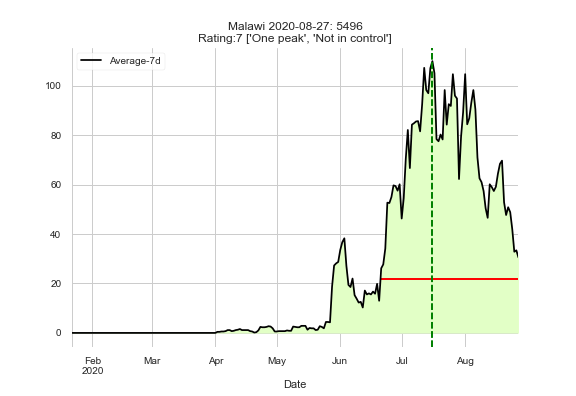 Malawi 2020-08-27: 5496
Rating:7 ['One peak', 'Not in control']
Average-7d
100
80
60
40
20
0
Feb Mar Apr May Jun Jul Aug
2020
Date